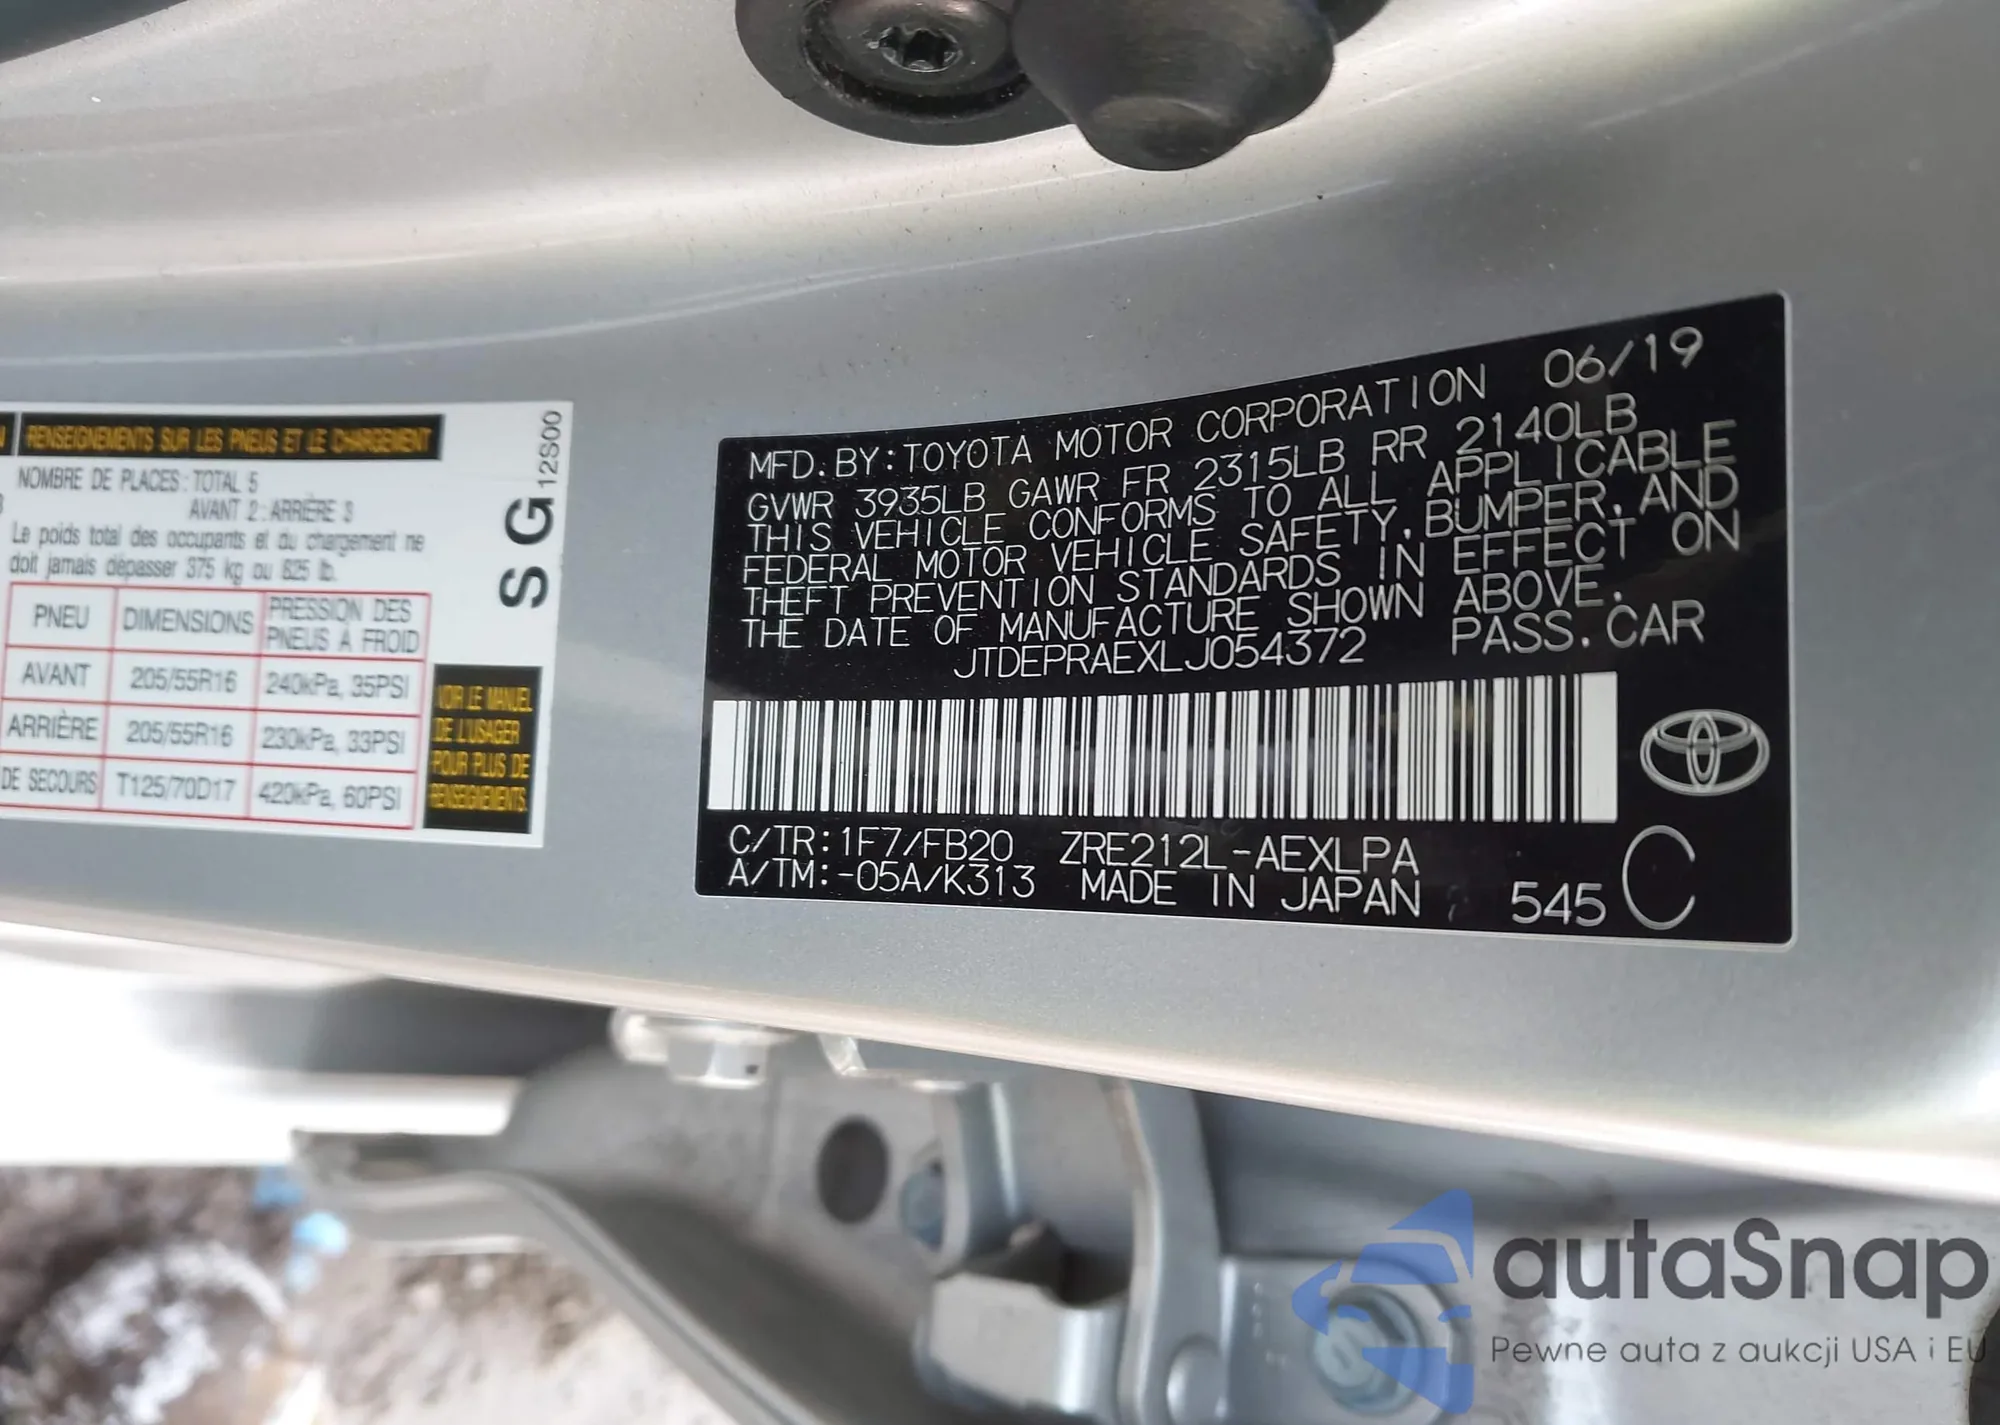 RENSEIGNEMENTS SUR LES PNEUS ET LE CHARGEMENT
NOMBRE DE PLACES : TOTAL 5
AVANT 2 : ARRIÈRE 3
Le poids total des occupants et du chargement ne
doit jamais dépasser 375 kg ou 825 lb.
PNEU DIMENSIONS PRESSION DES PNEUS À FROID
AVANT 205/55R16 240kPa, 35PSI
ARRIÈRE 205/55R16 230kPa, 33PSI
DE SECOURS T125/70D17 420kPa, 60PSI
VOIR LE MANUEL
DE L'USAGER
POUR PLUS DE
RENSEIGNEMENTS.
S G 12S00
MFD. BY: TOYOTA MOTOR CORPORATION 06/19
GVWR 3935LB GAWR FR 2315LB RR 2140LB
THIS VEHICLE CONFORMS TO ALL APPLICABLE
FEDERAL MOTOR VEHICLE SAFETY, BUMPER, AND
THEFT PREVENTION STANDARDS IN EFFECT ON
THE DATE OF MANUFACTURE SHOWN ABOVE.
JTDEPRAEXLJ054372 PASS. CAR
C/TR: 1F7/FB20 ZRE212L-AEXLPA
A/TM: -05A/K313 MADE IN JAPAN 545 C
autaSnap
Pewne auta z aukcji USA i EU